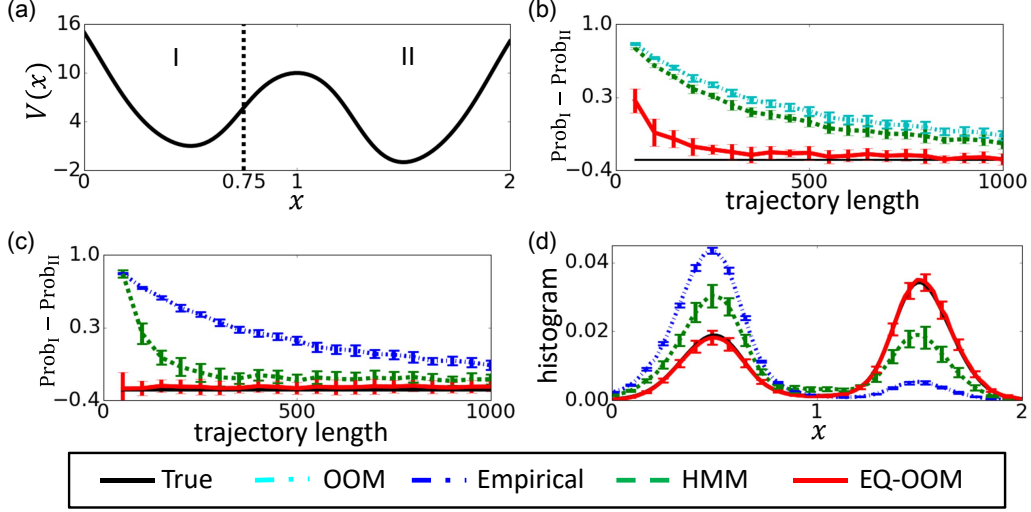 (a)
16
10
4
−2
V(x)
I
II
0
0.75
1
2
x
(b)
1.0
0.3
−0.4
Prob_I − Prob_II
0
500
1000
trajectory length
(c)
1.0
0.3
−0.4
Prob_I − Prob_II
0
500
1000
trajectory length
(d)
0.04
0.02
0.00
histogram
0
1
2
x
True OOM Empirical HMM EQ-OOM